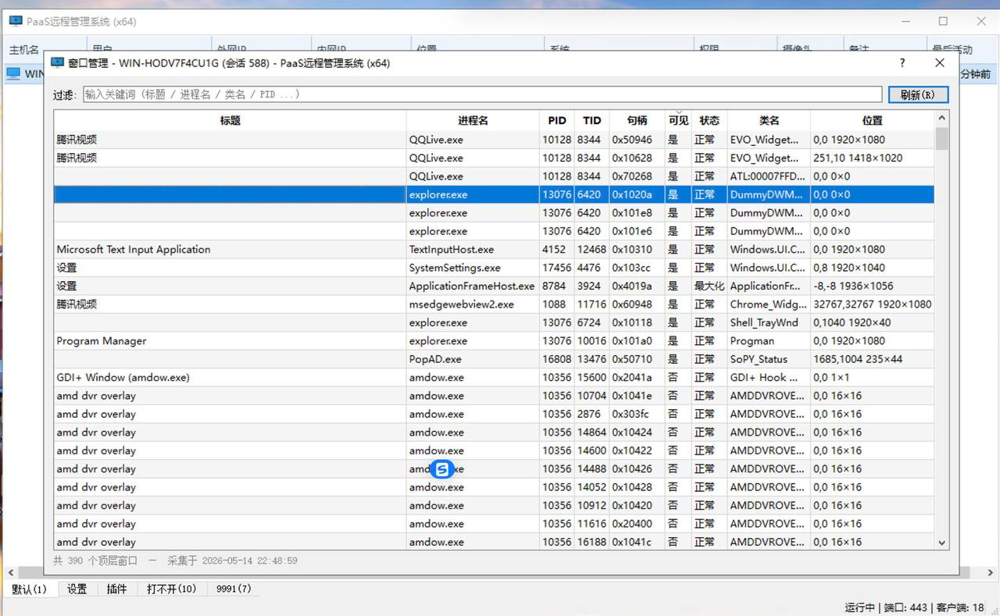 PaaS远程管理系统 (x64)
主机名 用户 外网IP 内网IP 位置 系统 权限 摄像头 备注 最后活动
窗口管理 - WIN-HODV7F4CU1G (会话 588) - PaaS远程管理系统 (x64) ?
WIN 分钟前
过滤: 输入关键词 (标题 / 进程名 / 类名 / PID ...) 刷新(R)
标题 进程名 PID TID 句柄 可见 状态 类名 位置
腾讯视频 QQLive.exe 10128 8344 0x50946 是 正常 EVO_Widget... 0,0 1920×1080
腾讯视频 QQLive.exe 10128 8344 0x10628 是 正常 EVO_Widget... 251,10 1418×1020
QQLive.exe 10128 8344 0x70268 是 正常 ATL:00007FFD... 0,0 0×0
explorer.exe 13076 6420 0x1020a 是 正常 DummyDWM... 0,0 0×0
explorer.exe 13076 6420 0x101e8 是 正常 DummyDWM... 0,0 0×0
explorer.exe 13076 6420 0x101e6 是 正常 DummyDWM... 0,0 0×0
Microsoft Text Input Application TextInputHost.exe 4152 12468 0x10310 是 正常 Windows.UI.C... 0,0 1920×1080
设置 SystemSettings.exe 17456 4476 0x103cc 是 正常 Windows.UI.C... 0,8 1920×1040
设置 ApplicationFrameHost.exe 8784 3924 0x4019a 是 最大化 ApplicationFr... -8,-8 1936×1056
腾讯视频 msedgewebview2.exe 1088 11716 0x60948 是 正常 Chrome_Widg... 32767,32767 1920×1080
explorer.exe 13076 6724 0x10118 是 正常 Shell_TrayWnd 0,1040 1920×40
Program Manager explorer.exe 13076 10016 0x101a0 是 正常 Progman 0,0 1920×1080
PopAD.exe 16808 13476 0x50710 是 正常 SoPY_Status 1685,1004 235×44
GDI+ Window (amdow.exe) amdow.exe 10356 15600 0x2041a 否 正常 GDI+ Hook ... 0,0 1×1
amd dvr overlay amdow.exe 10356 10704 0x1041e 否 正常 AMDDVROVE... 0,0 16×16
amd dvr overlay amdow.exe 10356 2876 0x303fc 否 正常 AMDDVROVE... 0,0 16×16
amd dvr overlay amdow.exe 10356 14864 0x10424 否 正常 AMDDVROVE... 0,0 16×16
amd dvr overlay amdow.exe 10356 14600 0x10422 否 正常 AMDDVROVE... 0,0 16×16
amd dvr overlay amd S xe 10356 14488 0x10426 否 正常 AMDDVROVE... 0,0 16×16
amd dvr overlay amdow.exe 10356 14052 0x10428 否 正常 AMDDVROVE... 0,0 16×16
amd dvr overlay amdow.exe 10356 10912 0x10420 否 正常 AMDDVROVE... 0,0 16×16
amd dvr overlay amdow.exe 10356 11616 0x20400 否 正常 AMDDVROVE... 0,0 16×16
amd dvr overlay amdow.exe 10356 16188 0x1041c 否 正常 AMDDVROVE... 0,0 16×16
共 390 个顶层窗口 — 采集于 2026-05-14 22:48:59
默认(1) 设置 插件 打不开(10) 9991(7)
运行中 | 端口: 443 | 客户端: 18